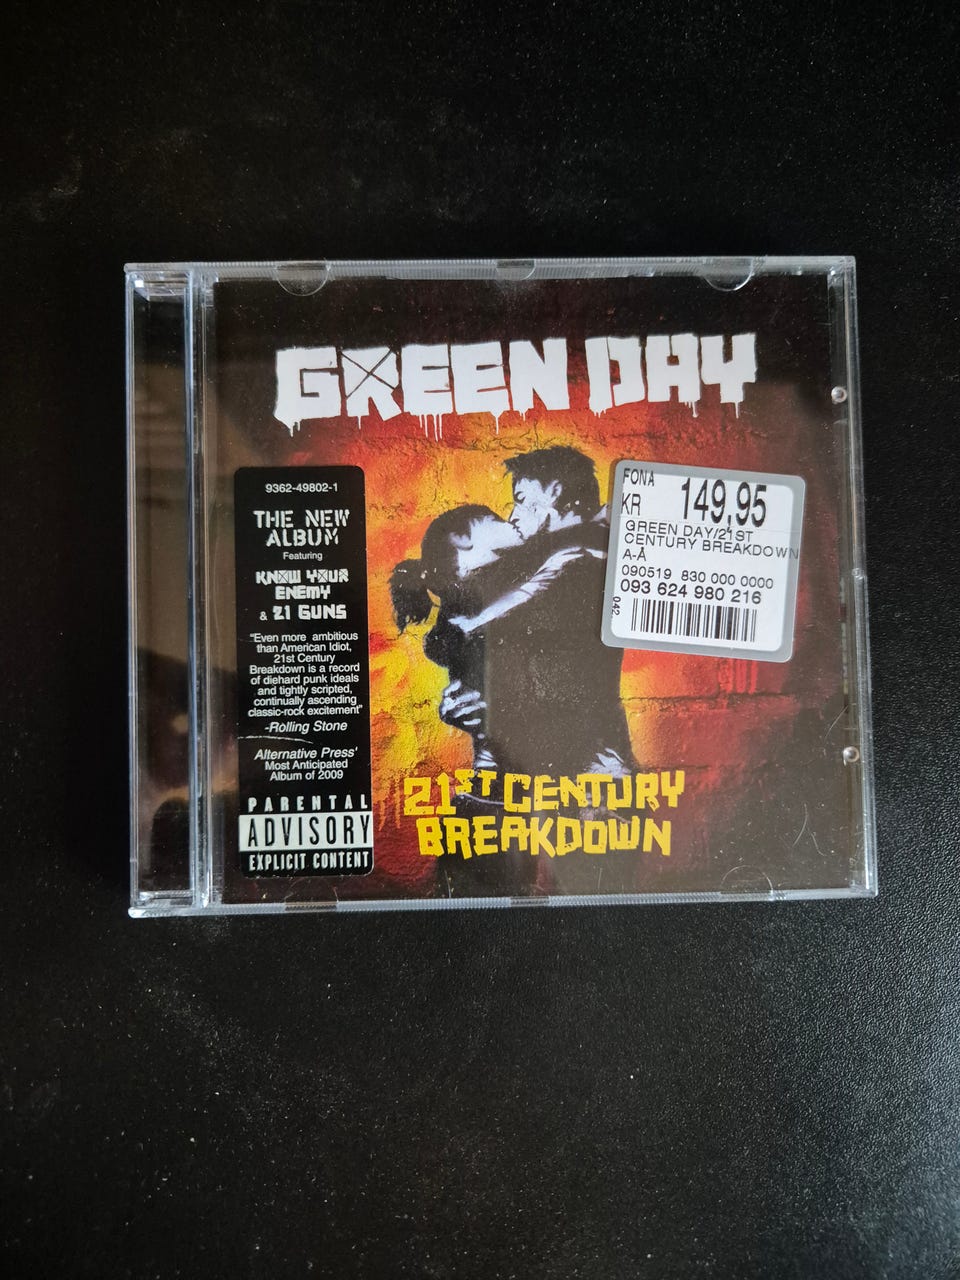 GREEN DAY
9362-49802-1
THE NEW
ALBUM
Featuring
KNOW YOUR
ENEMY
& 21 GUNS
"Even more ambitious
than American Idiot,
21st Century
Breakdown is a record
of diehard punk ideals
and tightly scripted,
continually ascending
classic-rock excitement"
-Rolling Stone
Alternative Press'
Most Anticipated
Album of 2009
PARENTAL
ADVISORY
EXPLICIT CONTENT
FONA
KR 149,95
GREEN DAY/21ST
CENTURY BREAKDOWN
A-Å
090519 830 000 0000
093 624 980 216
042
21ST CENTURY
BREAKDOWN